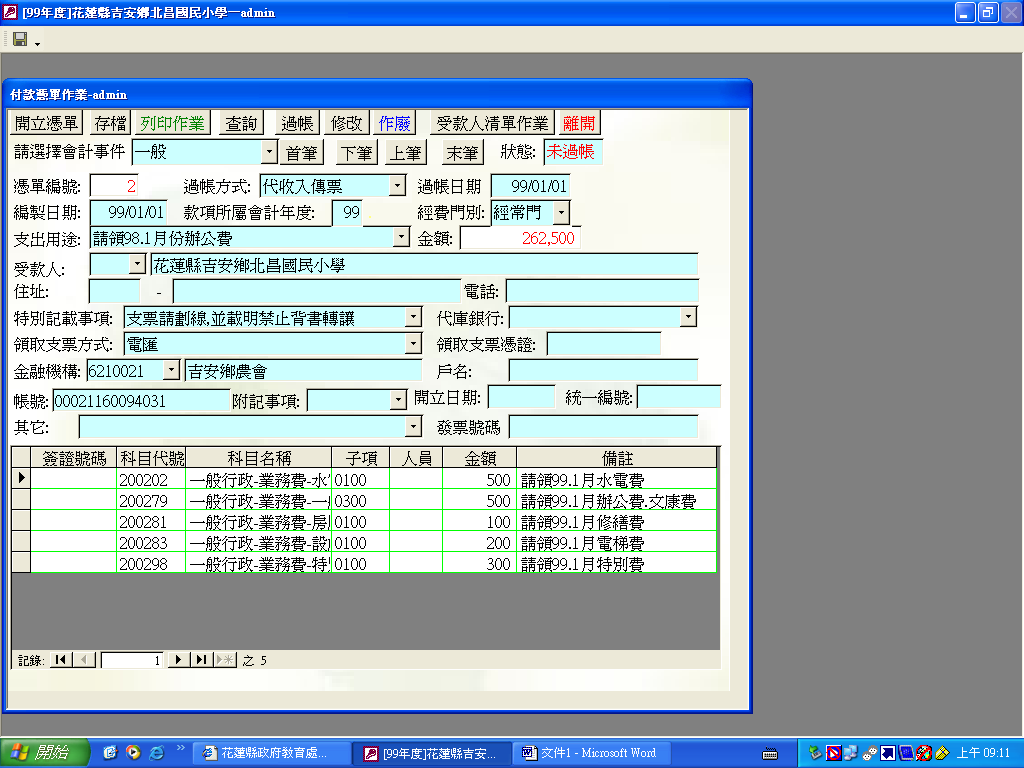 [99年度]花蓮縣吉安鄉北昌國民小學—admin
付款憑單作業-admin
開立憑單 存檔 列印作業 查詢 過帳 修改 作廢 受款人清單作業 離開
請選擇會計事件 一般 首筆 下筆 上筆 末筆 狀態: 未過帳
憑單編號: 2 過帳方式: 代收入傳票 過帳日期 99/01/01
編製日期: 99/01/01 款項所屬會計年度: 99 經費門別: 經常門
支出用途: 請領98.1月份辦公費 金額: 262,500
受款人: 花蓮縣吉安鄉北昌國民小學
住址: - 電話:
特別記載事項: 支票請劃線,並載明禁止背書轉讓 代庫銀行:
領取支票方式: 電匯 領取支票憑證:
金融機構: 6210021 吉安鄉農會 戶名:
帳號: 00021160094031 附記事項: 開立日期: 統一編號:
其它: 發票號碼
簽證號碼 科目代號 科目名稱 子項 人員 金額 備註
200202 一般行政-業務費-水 0100 500 請領99.1月水電費
200279 一般行政-業務費-一 0300 500 請領99.1月辦公費.文康費
200281 一般行政-業務費-房 0100 100 請領99.1月修繕費
200283 一般行政-業務費-設 0100 200 請領99.1月電梯費
200298 一般行政-業務費-特 0100 300 請領99.1月特別費
記錄: 1 之 5
開始 花蓮縣政府教育處... [99年度]花蓮縣吉安... 文件1 - Microsoft Word 上午 09:11